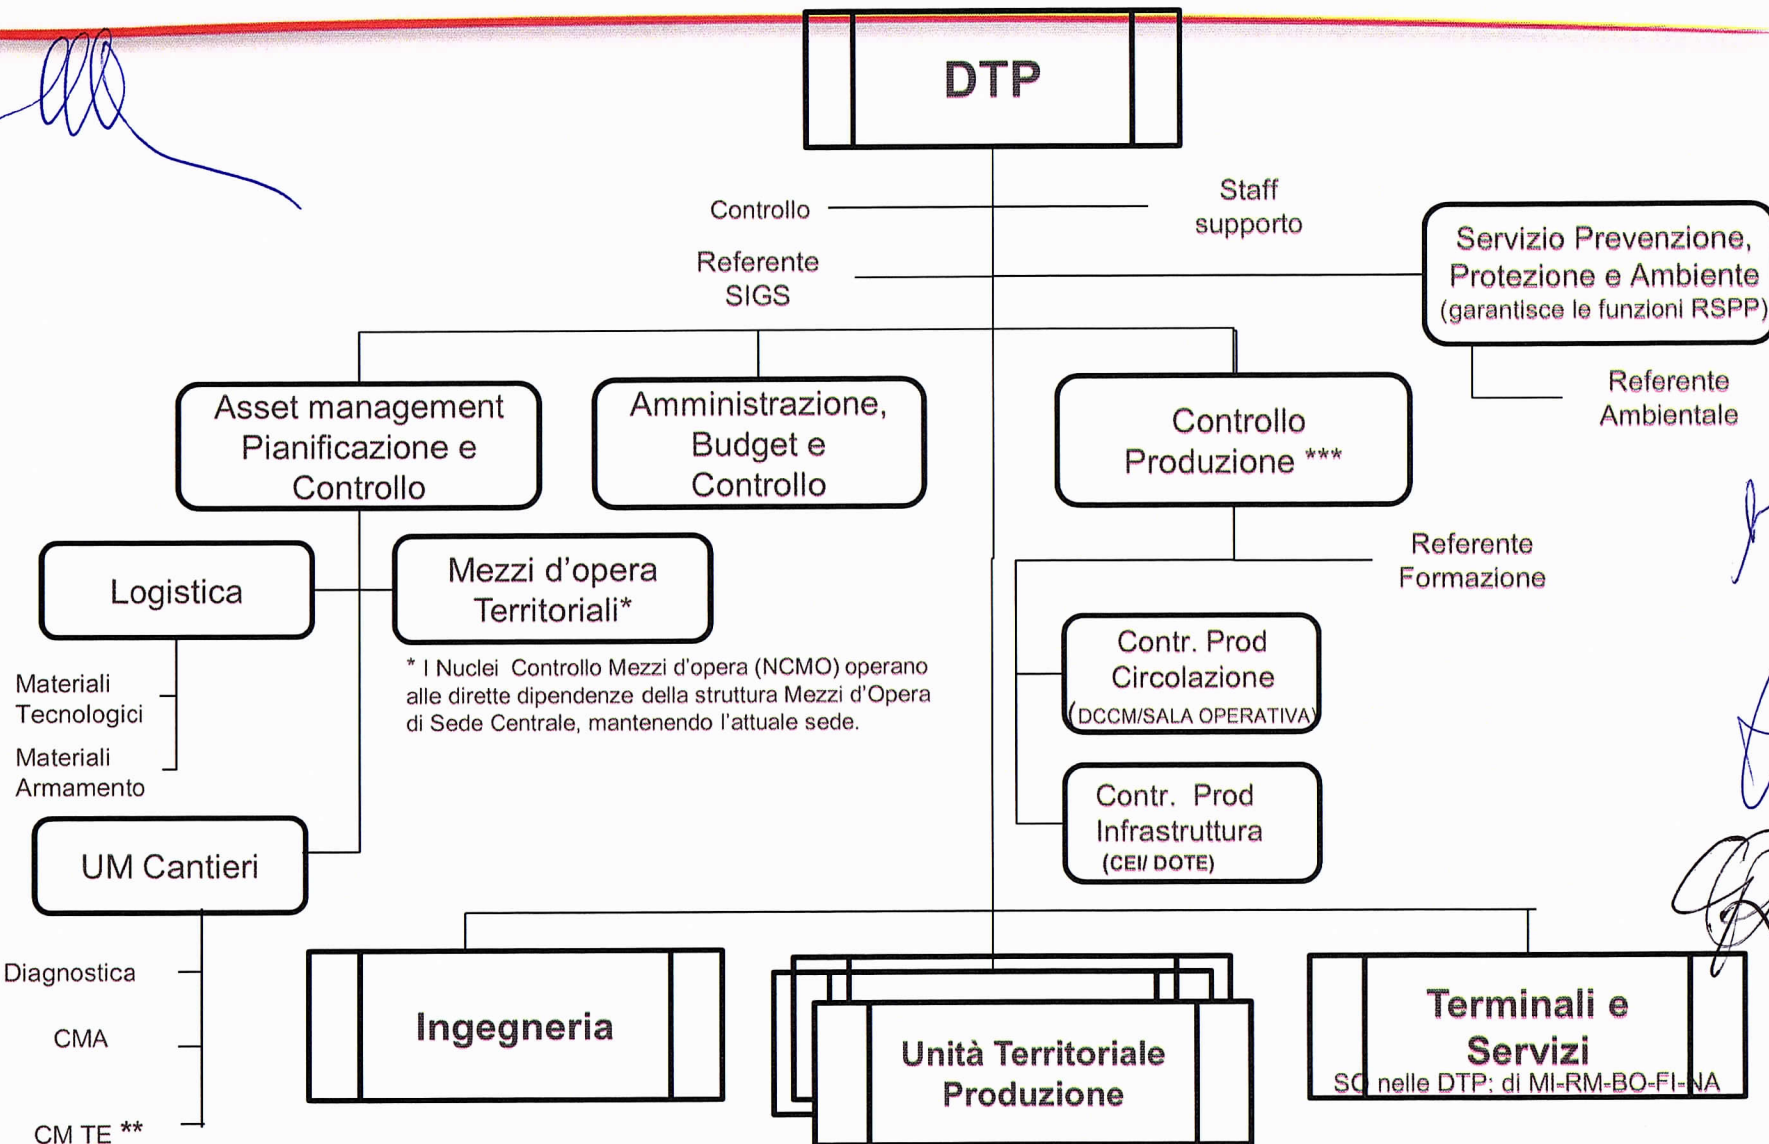 DTP
Controllo
Staff
supporto
Referente
SIGS
Servizio Prevenzione,
Protezione e Ambiente
(garantisce le funzioni RSPP)
Referente
Ambientale
Asset management
Pianificazione e
Controllo
Amministrazione,
Budget e
Controllo
Controllo
Produzione ***
Referente
Formazione
Logistica
Mezzi d'opera
Territoriali*
* I Nuclei Controllo Mezzi d'opera (NCMO) operano
alle dirette dipendenze della struttura Mezzi d'Opera
di Sede Centrale, mantenendo l'attuale sede.
Materiali
Tecnologici
Materiali
Armamento
Contr. Prod
Circolazione
(DCCM/SALA OPERATIVA)
Contr. Prod
Infrastruttura
(CEI/ DOTE)
UM Cantieri
Diagnostica
CMA
CM TE **
Ingegneria
Unità Territoriale
Produzione
Terminali e
Servizi
SO nelle DTP: di MI-RM-BO-FI-NA